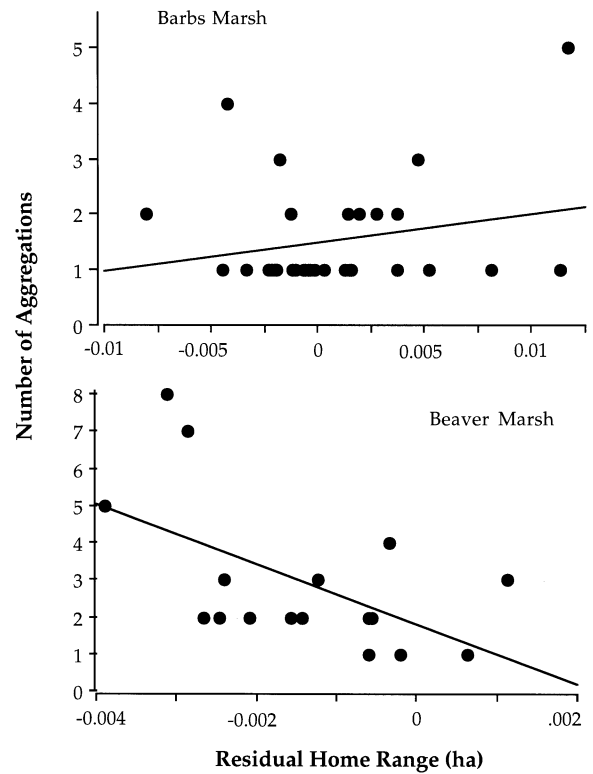 Barbs Marsh
5
4
3
2
1
0
-0.01 -0.005 0 0.005 0.01
Number of Aggregations
Beaver Marsh
8
7
6
5
4
3
2
1
0
-0.004 -0.002 0 .002
Residual Home Range (ha)